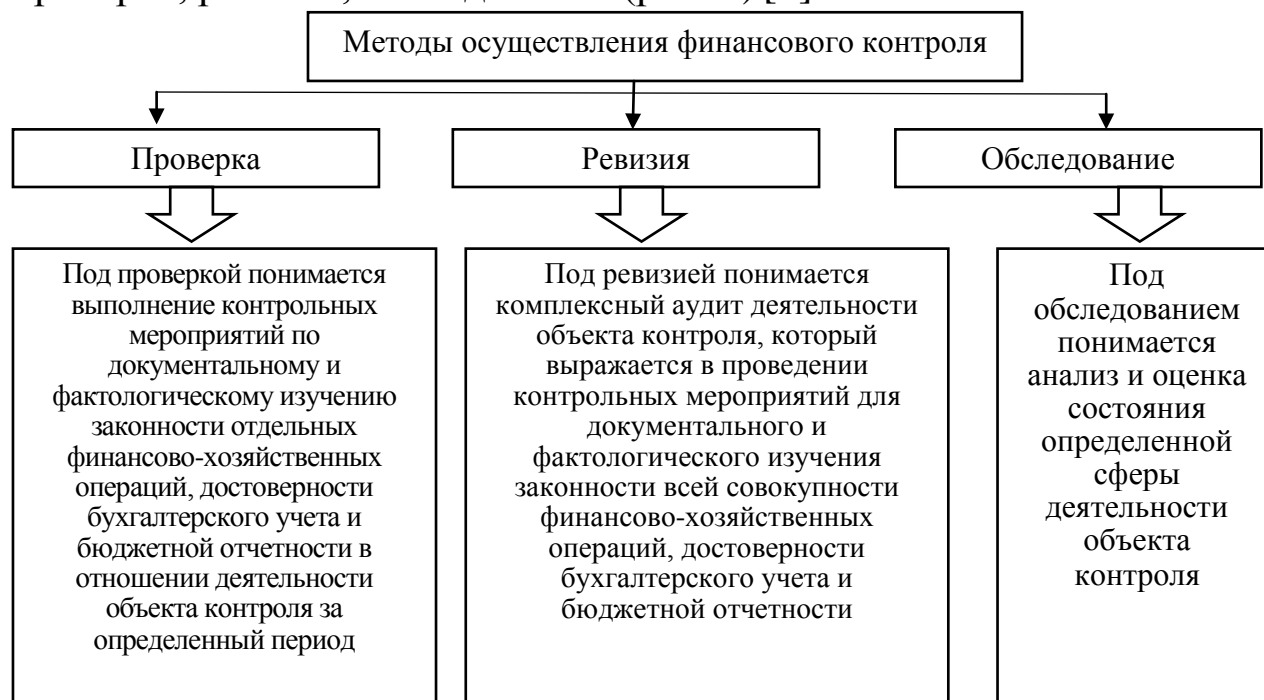 Методы осуществления финансового контроля
Проверка
Ревизия
Обследование
Под проверкой понимается
выполнение контрольных
мероприятий по
документальному и
фактологическому изучению
законности отдельных
финансово-хозяйственных
операций, достоверности
бухгалтерского учета и
бюджетной отчетности в
отношении деятельности
объекта контроля за
определенный период
Под ревизией понимается
комплексный аудит деятельности
объекта контроля, который
выражается в проведении
контрольных мероприятий для
документального и
фактологического изучения
законности всей совокупности
финансово-хозяйственных
операций, достоверности
бухгалтерского учета и
бюджетной отчетности
Под
обследованием
понимается
анализ и оценка
состояния
определенной
сферы
деятельности
объекта
контроля